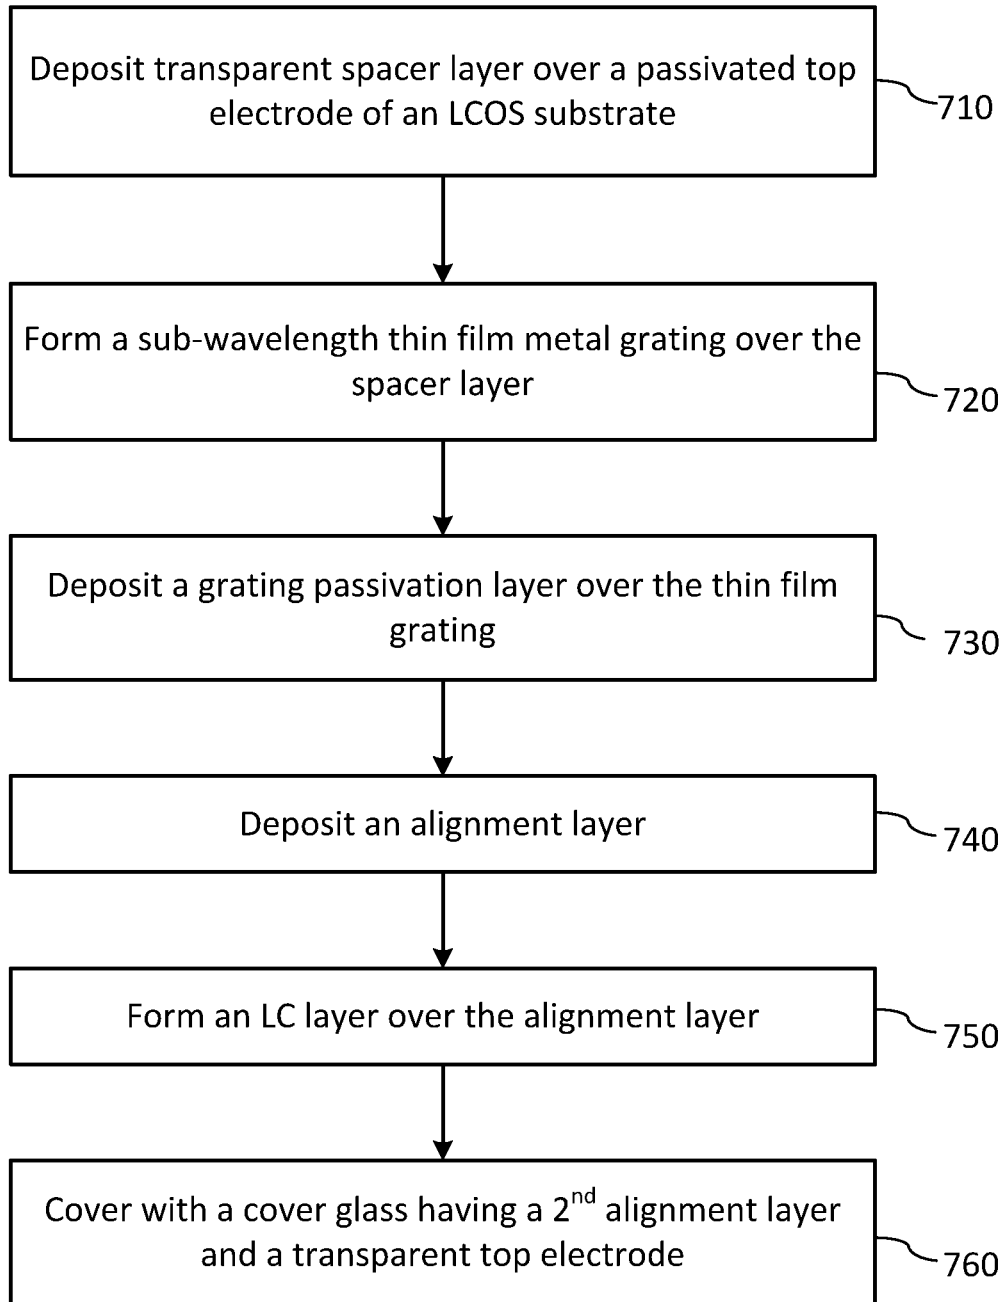 Deposit transparent spacer layer over a passivated top
electrode of an LCOS substrate
710
Form a sub-wavelength thin film metal grating over the
spacer layer
720
Deposit a grating passivation layer over the thin film
grating
730
Deposit an alignment layer
740
Form an LC layer over the alignment layer
750
Cover with a cover glass having a 2nd alignment layer
and a transparent top electrode
760